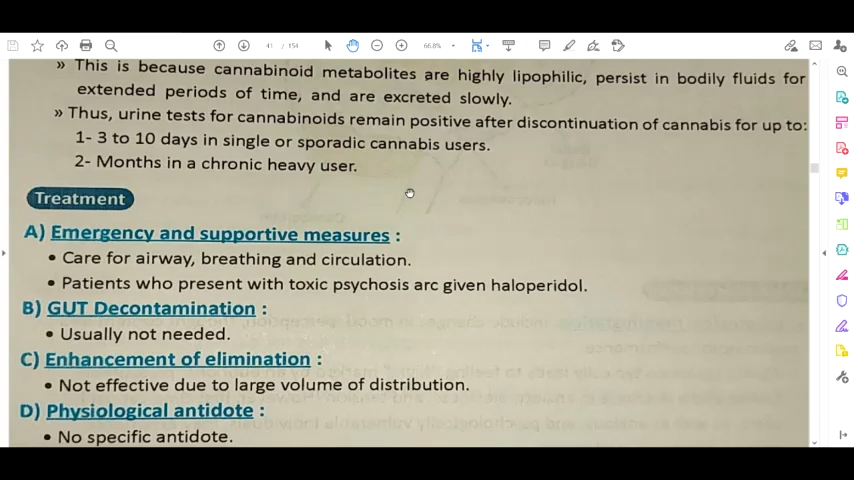 41 / 154
66.8%
» This is because cannabinoid metabolites are highly lipophilic, persist in bodily fluids for
extended periods of time, and are excreted slowly.
» Thus, urine tests for cannabinoids remain positive after discontinuation of cannabis for up to:
1- 3 to 10 days in single or sporadic cannabis users.
2- Months in a chronic heavy user.
Treatment
A) Emergency and supportive measures :
• Care for airway, breathing and circulation.
• Patients who present with toxic psychosis arc given haloperidol.
B) GUT Decontamination :
• Usually not needed.
C) Enhancement of elimination :
• Not effective due to large volume of distribution.
D) Physiological antidote :
• No specific antidote.